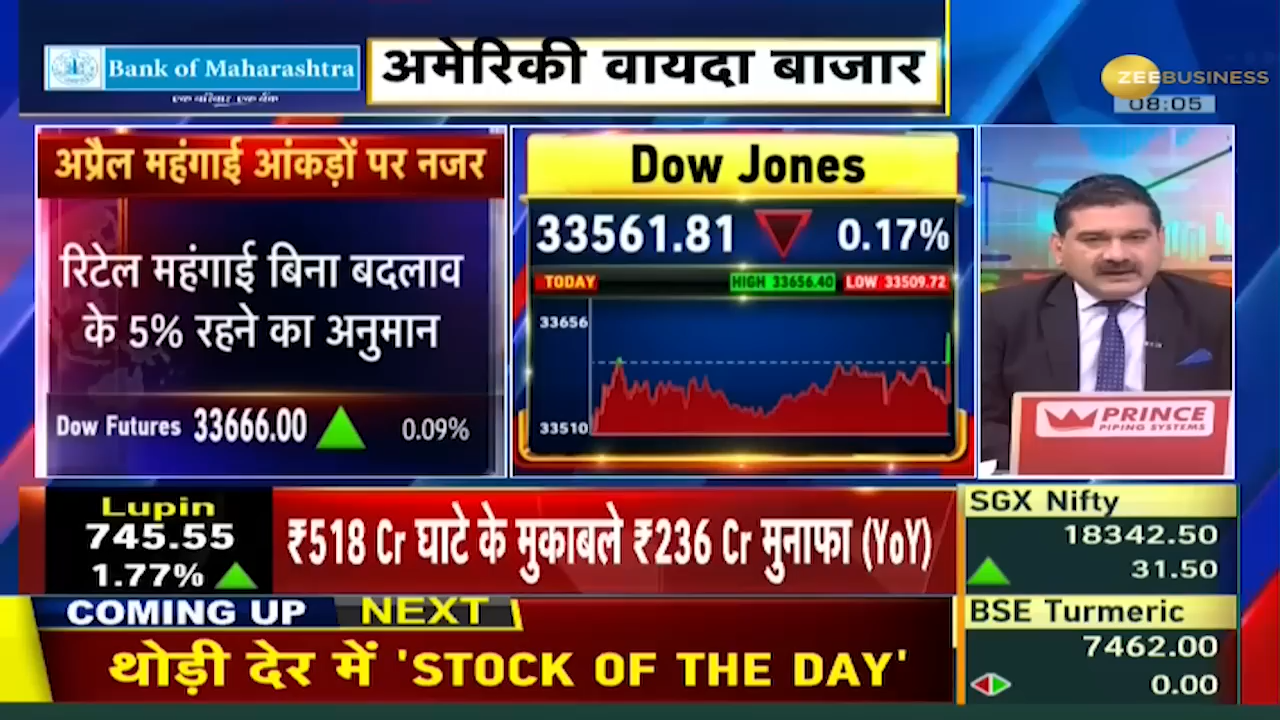 Bank of Maharashtra
एक परिवार एक बैंक
अमेरिकी वायदा बाजार
ZEEBUSINESS
08:05
अप्रैल महंगाई आंकड़ों पर नजर
रिटेल महंगाई बिना बदलाव
के 5% रहने का अनुमान
Dow Futures 33666.00 0.09%
Dow Jones
33561.81 0.17%
TODAY HIGH 33656.40 LOW 33509.72
33656
33510
PRINCE
PIPING SYSTEMS
Lupin
745.55
1.77%
₹518 Cr घाटे के मुकाबले ₹236 Cr मुनाफा (YoY)
SGX Nifty
18342.50
31.50
COMING UP NEXT
थोड़ी देर में 'STOCK OF THE DAY'
BSE Turmeric
7462.00
0.00